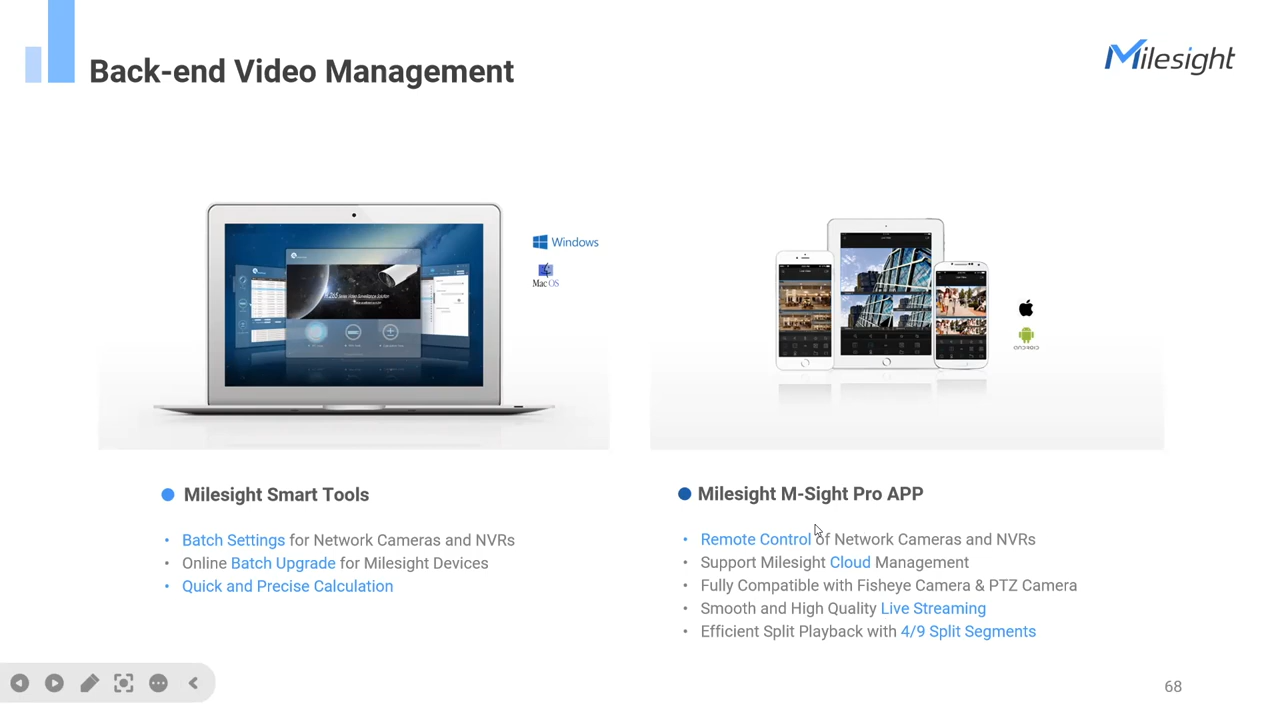 Back-end Video Management
Milesight
Windows
Mac OS
ANDROID
Milesight Smart Tools
• Batch Settings for Network Cameras and NVRs
• Online Batch Upgrade for Milesight Devices
• Quick and Precise Calculation
Milesight M-Sight Pro APP
• Remote Control of Network Cameras and NVRs
• Support Milesight Cloud Management
• Fully Compatible with Fisheye Camera & PTZ Camera
• Smooth and High Quality Live Streaming
• Efficient Split Playback with 4/9 Split Segments
68